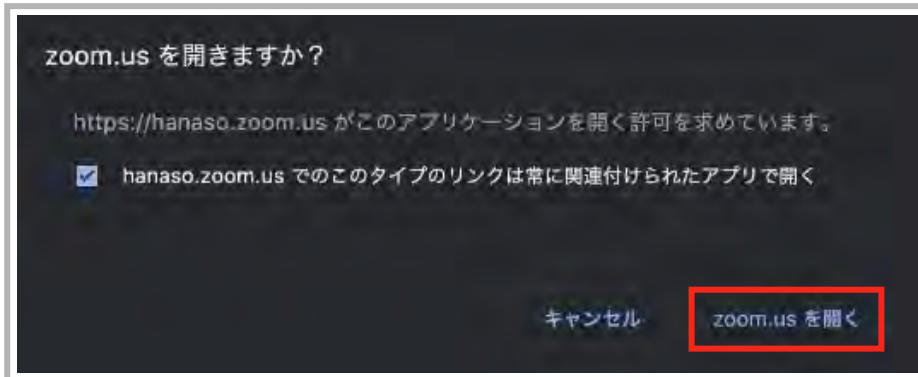 zoom.us を開きますか？
https://hanaso.zoom.us がこのアプリケーションを開く許可を求めています。
hanaso.zoom.us でのこのタイプのリンクは常に関連付けられたアプリで開く
キャンセル
zoom.us を開く